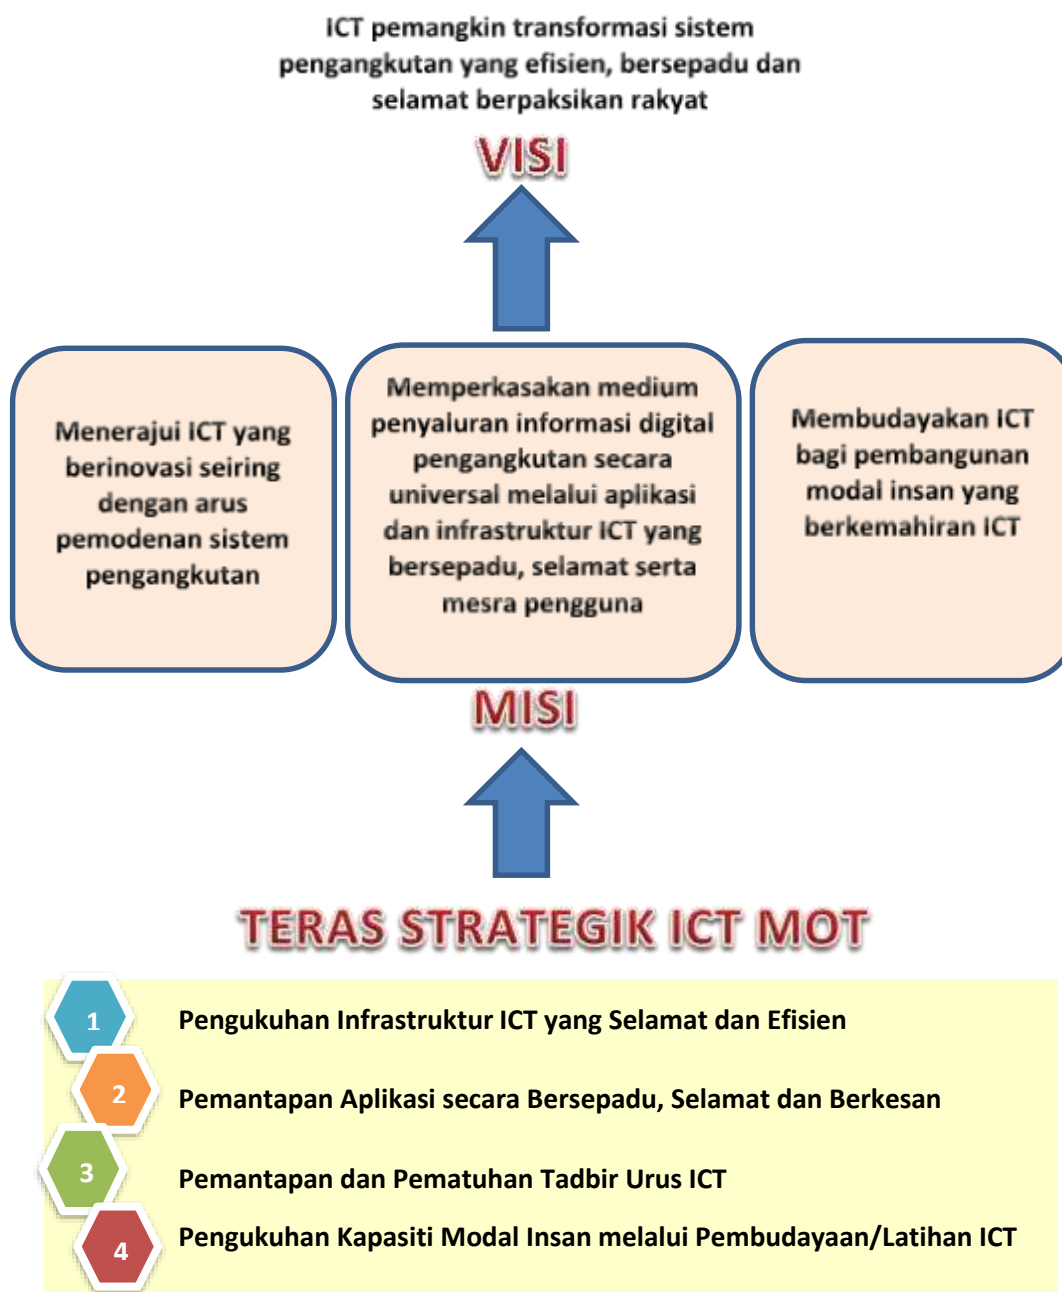 ICT pemangkin transformasi sistem
pengangkutan yang efisien, bersepadu dan
selamat berpaksikan rakyat
VISI
Menerajui ICT yang
berinovasi seiring
dengan arus
pemodenan sistem
pengangkutan
Memperkasakan medium
penyaluran informasi digital
pengangkutan secara
universal melalui aplikasi
dan infrastruktur ICT yang
bersepadu, selamat serta
mesra pengguna
Membudayakan ICT
bagi pembangunan
modal insan yang
berkemahiran ICT
MISI
TERAS STRATEGIK ICT MOT
1 Pengukuhan Infrastruktur ICT yang Selamat dan Efisien
2 Pemantapan Aplikasi secara Bersepadu, Selamat dan Berkesan
3 Pemantapan dan Pematuhan Tadbir Urus ICT
4 Pengukuhan Kapasiti Modal Insan melalui Pembudayaan/Latihan ICT